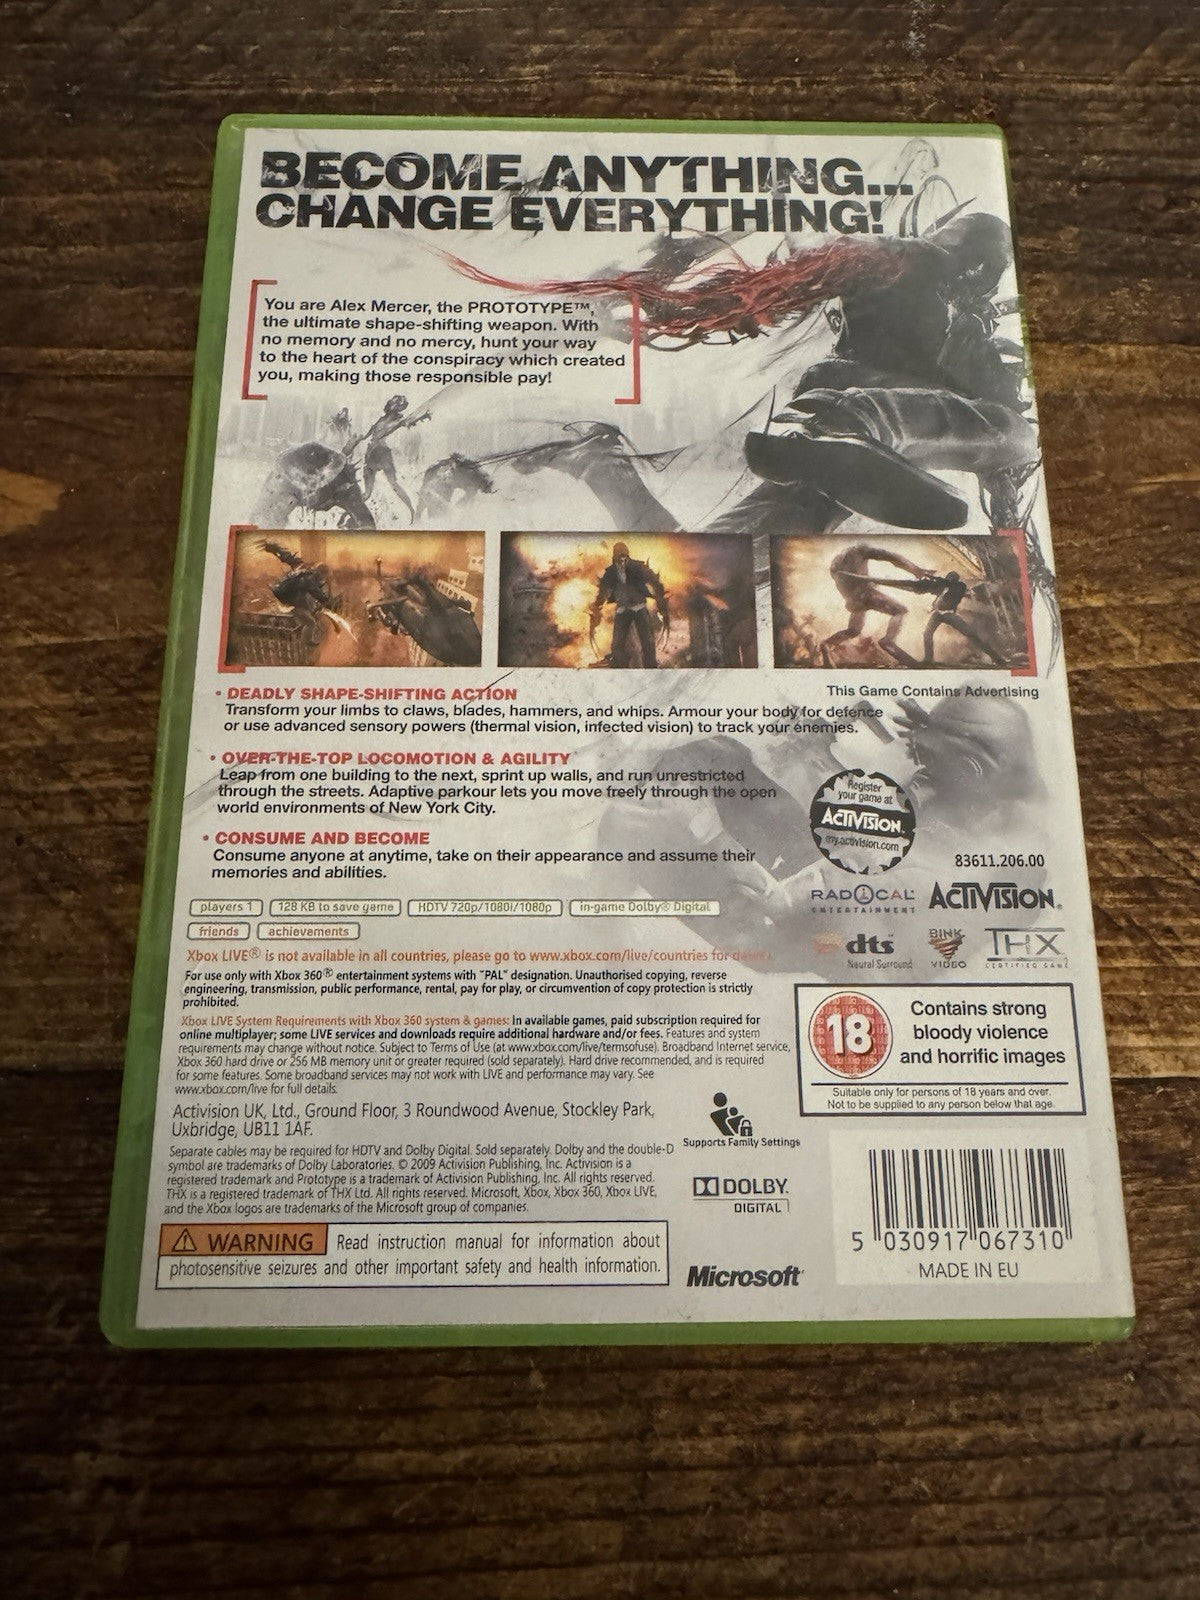 BECOME ANYTHING...
CHANGE EVERYTHING!
You are Alex Mercer, the PROTOTYPE™,
the ultimate shape-shifting weapon. With
no memory and no mercy, hunt your way
to the heart of the conspiracy which created
you, making those responsible pay!
• DEADLY SHAPE-SHIFTING ACTION
Transform your limbs to claws, blades, hammers, and whips. Armour your body for defence
or use advanced sensory powers (thermal vision, infected vision) to track your enemies.
This Game Contains Advertising
• OVER-THE-TOP LOCOMOTION & AGILITY
Leap from one building to the next, sprint up walls, and run unrestricted
through the streets. Adaptive parkour lets you move freely through the open
world environments of New York City.
• CONSUME AND BECOME
Consume anyone at anytime, take on their appearance and assume their
memories and abilities.
Register
your game at
ACTIVISION
my.activision.com
83611.206.00
RADICAL
ENTERTAINMENT
ACTIVISION®
dts
Neural Surround
BINK
VIDEO
THX
CERTIFIED GAME
players 1
128 KB to save game
HDTV 720p/1080i/1080p
in-game Dolby® Digital
friends
achievements
Xbox LIVE® is not available in all countries, please go to www.xbox.com/live/countries for
For use only with Xbox 360® entertainment systems with "PAL" designation. Unauthorised copying, reverse
engineering, transmission, public performance, rental, pay for play, or circumvention of copy protection is strictly
prohibited.
Xbox LIVE System Requirements with Xbox 360 system & games: In available games, paid subscription required for
online multiplayer; some LIVE services and downloads require additional hardware and/or fees. Features and system
requirements may change without notice. Subject to Terms of Use (at www.xbox.com/live/termsofuse). Broadband Internet service,
Xbox 360 hard drive or 256 MB memory unit or greater required (sold separately). Hard drive recommended, and is required
for some features. Some broadband services may not work with LIVE and performance may vary. See
www.xbox.com/live for full details.
Activision UK, Ltd., Ground Floor, 3 Roundwood Avenue, Stockley Park,
Uxbridge, UB11 1AF.
Separate cables may be required for HDTV and Dolby Digital. Sold separately. Dolby and the double-D
symbol are trademarks of Dolby Laboratories. © 2009 Activision Publishing, Inc. Activision is a
registered trademark and Prototype is a trademark of Activision Publishing, Inc. All rights reserved.
THX is a registered trademark of THX Ltd. All rights reserved. Microsoft, Xbox, Xbox 360, Xbox LIVE,
and the Xbox logos are trademarks of the Microsoft group of companies.
WARNING Read instruction manual for information about
photosensitive seizures and other important safety and health information.
18
Contains strong
bloody violence
and horrific images
Suitable only for persons of 18 years and over.
Not to be supplied to any person below that age.
Supports Family Settings
DOLBY
DIGITAL
Microsoft®
5 030917 067310
MADE IN EU